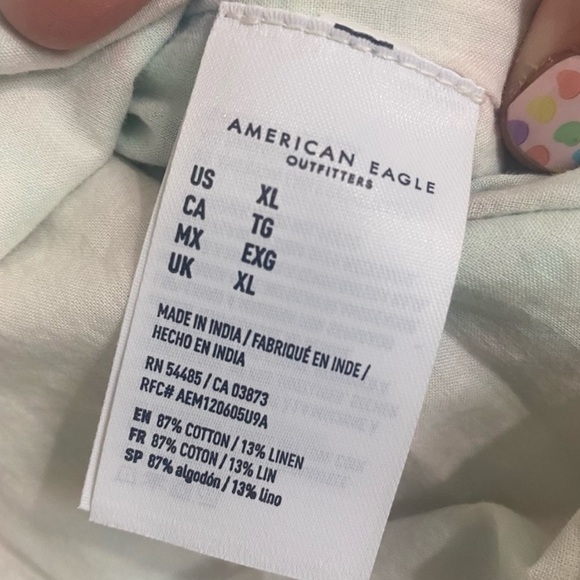 AMERICAN EAGLE
OUTFITTERS
US XL
CA TG
MX EXG
UK XL
MADE IN INDIA / FABRIQUÉ EN INDE /
HECHO EN INDIA
RN 54485 / CA 03873
RFC# AEM120605U9A
EN 87% COTTON / 13% LINEN
FR 87% COTON / 13% LIN
SP 87% algodón / 13% lino